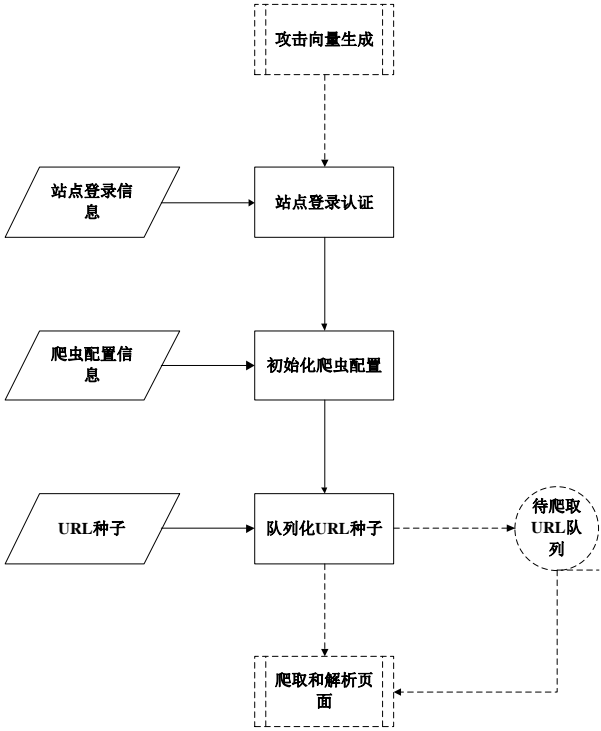 攻击向量生成
站点登录信
息
站点登录认证
爬虫配置信
息
初始化爬虫配置
URL种子
队列化URL种子
待爬取
URL队
列
爬取和解析页
面